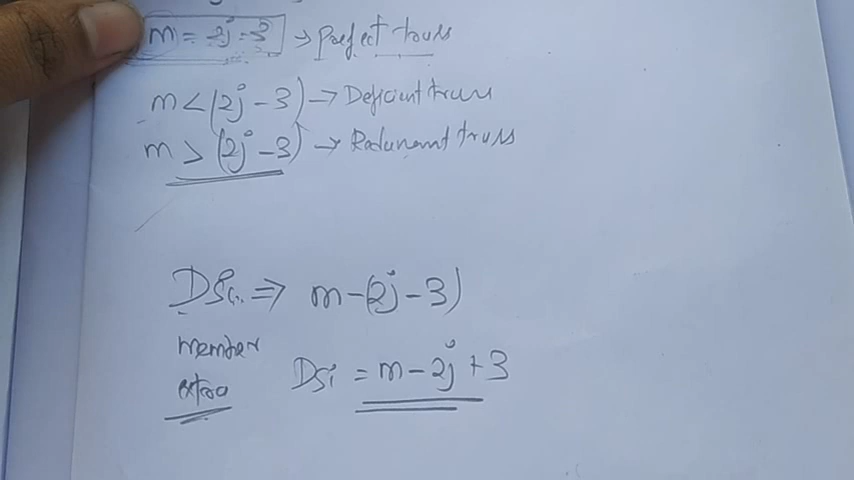 m = 2j - 3 → Perfect truss
m < (2j - 3) → Deficient truss
m > (2j - 3) → Redunant truss
Dsi ⇒ m - (2j - 3)
member
extra
Dsi = m - 2j + 3